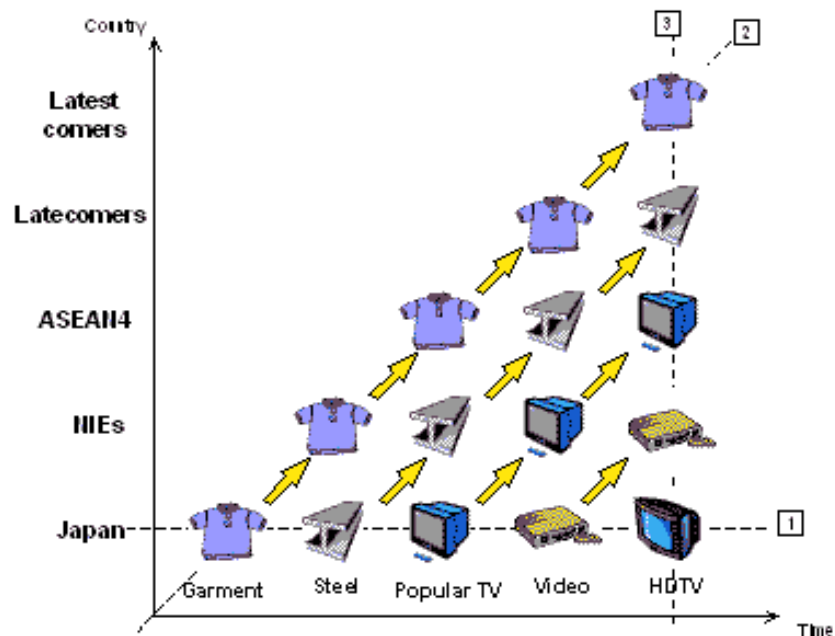 Country
3
2
Latest
comers
Latecomers
ASEAN4
NIEs
Japan
1
Garment
Steel
Popular TV
Video
HDTV
Time